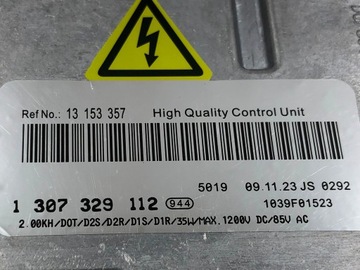 Ref No.: 13 153 357 High Quality Control Unit
5019 09.11.23 JS 0292
1 307 329 112 944 1039F01523
2.00KH/DOT/D2S/D2R/D1S/D1R/35W/MAX.1200V DC/85V AC